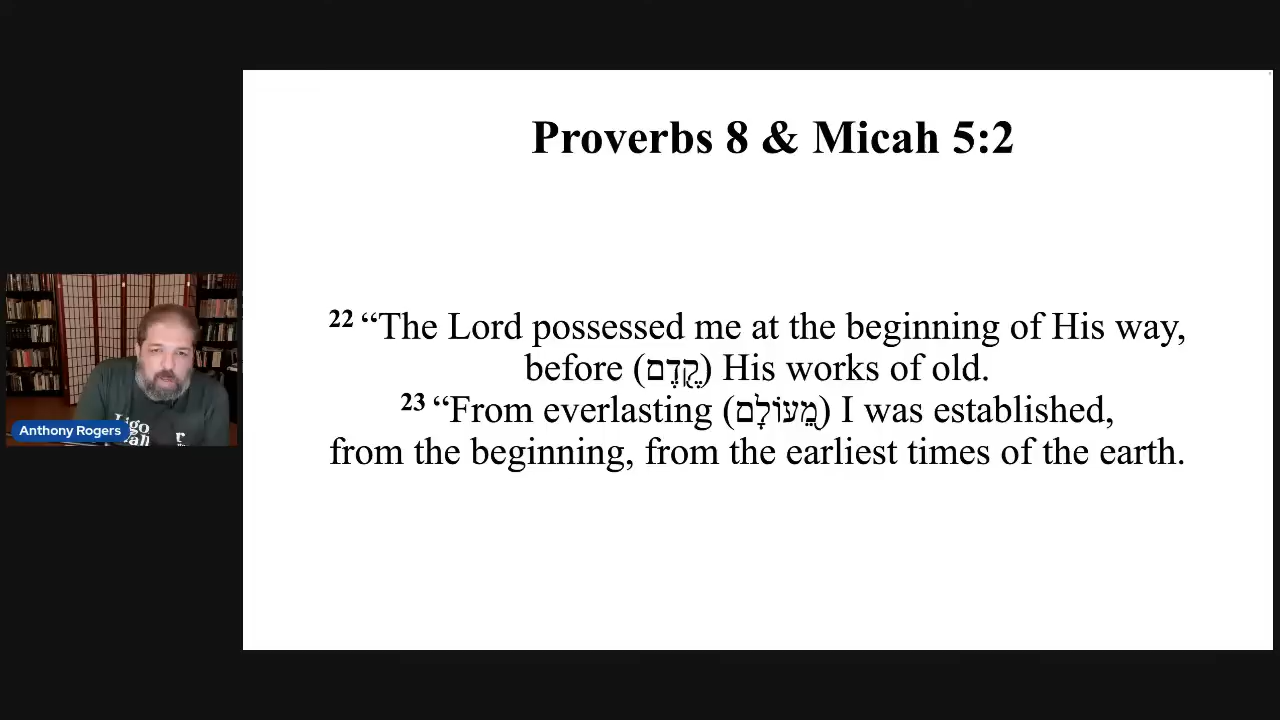 Proverbs 8 & Micah 5:2
22 “The Lord possessed me at the beginning of His way,
before (קֶ֖דֶם) His works of old.
23 “From everlasting (מֵ֭עוֹלָם) I was established,
from the beginning, from the earliest times of the earth.
Anthony Rogers